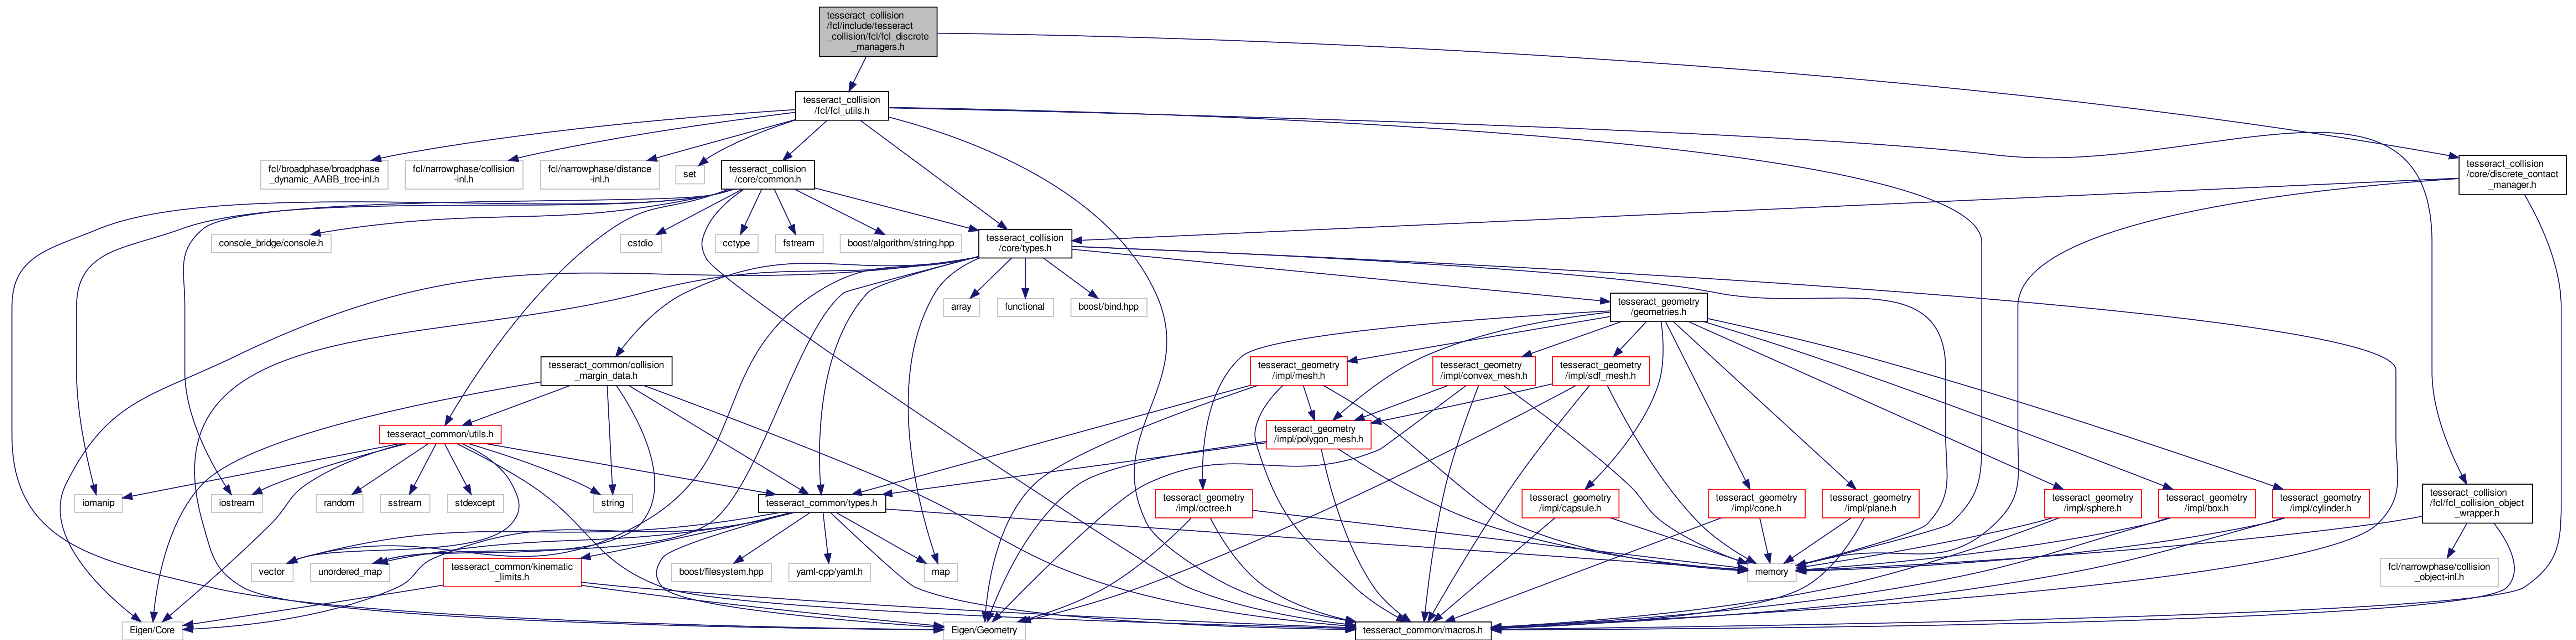 tesseract_collision
/fcl/include/tesseract
_collision/fcl/fcl_discrete
_managers.h
tesseract_collision
/fcl/fcl_utils.h
fcl/broadphase/broadphase
_dynamic_AABB_tree-inl.h
fcl/narrowphase/collision
-inl.h
fcl/narrowphase/distance
-inl.h
set
tesseract_collision
/core/common.h
tesseract_collision
/core/discrete_contact
_manager.h
console_bridge/console.h
cstdio
cctype
fstream
boost/algorithm/string.hpp
tesseract_collision
/core/types.h
array
functional
boost/bind.hpp
tesseract_geometry
/geometries.h
tesseract_common/collision
_margin_data.h
tesseract_geometry
/impl/mesh.h
tesseract_geometry
/impl/convex_mesh.h
tesseract_geometry
/impl/sdf_mesh.h
tesseract_common/utils.h
tesseract_geometry
/impl/polygon_mesh.h
iomanip
iostream
random
sstream
stdexcept
string
tesseract_common/types.h
tesseract_geometry
/impl/octree.h
tesseract_geometry
/impl/capsule.h
tesseract_geometry
/impl/cone.h
tesseract_geometry
/impl/plane.h
tesseract_geometry
/impl/sphere.h
tesseract_geometry
/impl/box.h
tesseract_geometry
/impl/cylinder.h
tesseract_collision
/fcl/fcl_collision_object
_wrapper.h
vector
unordered_map
tesseract_common/kinematic
_limits.h
boost/filesystem.hpp
yaml-cpp/yaml.h
map
memory
fcl/narrowphase/collision
_object-inl.h
Eigen/Core
Eigen/Geometry
tesseract_common/macros.h